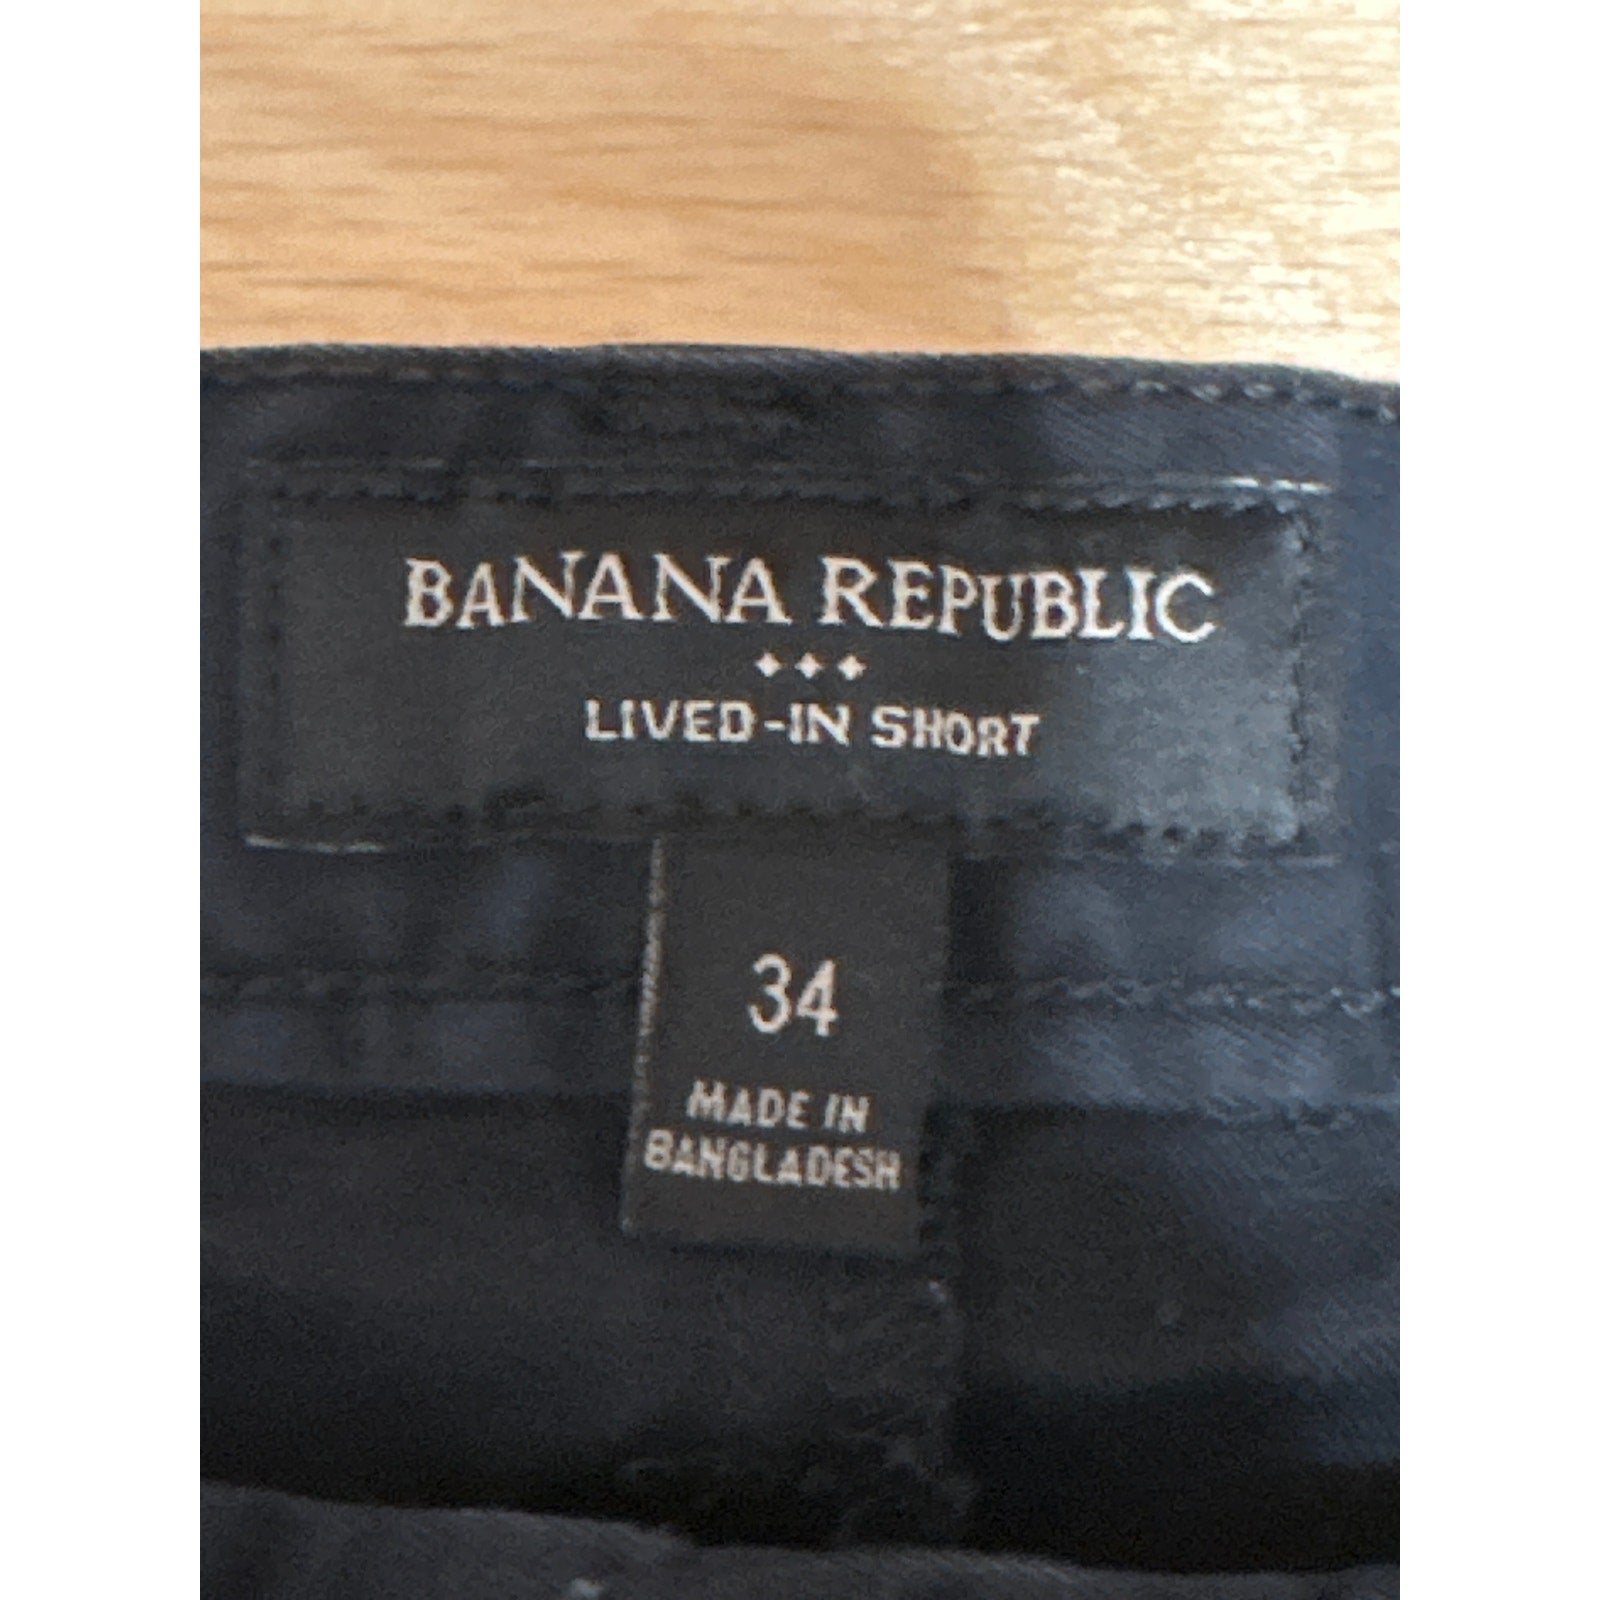 BANANA REPUBLIC
LIVED-IN SHORT
34
MADE IN
BANGLADESH